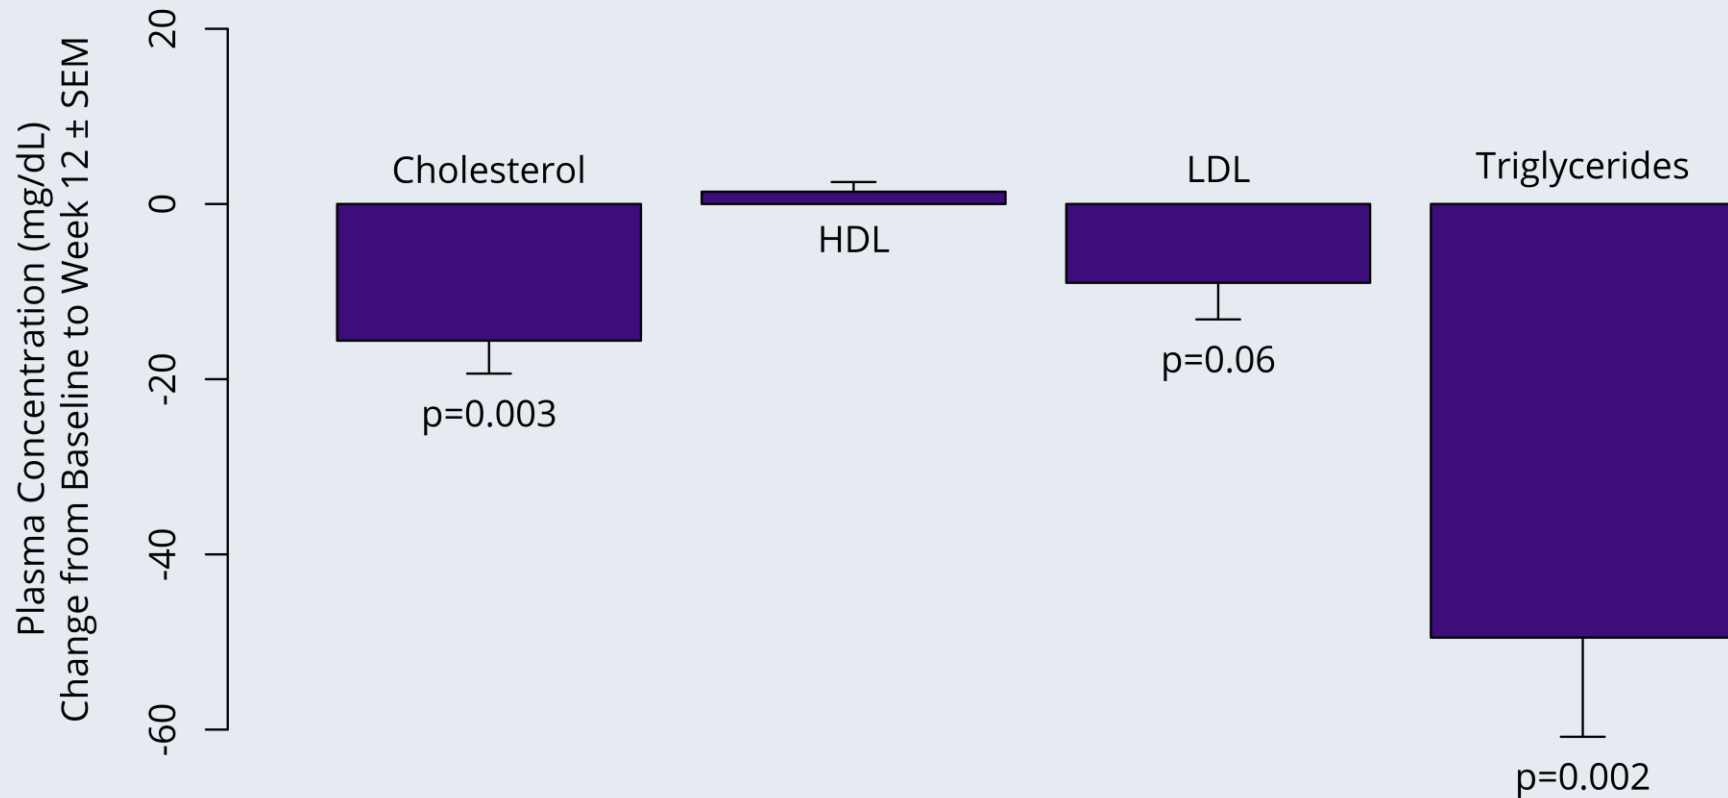 Plasma Concentration (mg/dL)
Change from Baseline to Week 12 ± SEM
20
0
-20
-40
-60
Cholesterol
p=0.003
HDL
LDL
p=0.06
Triglycerides
p=0.002